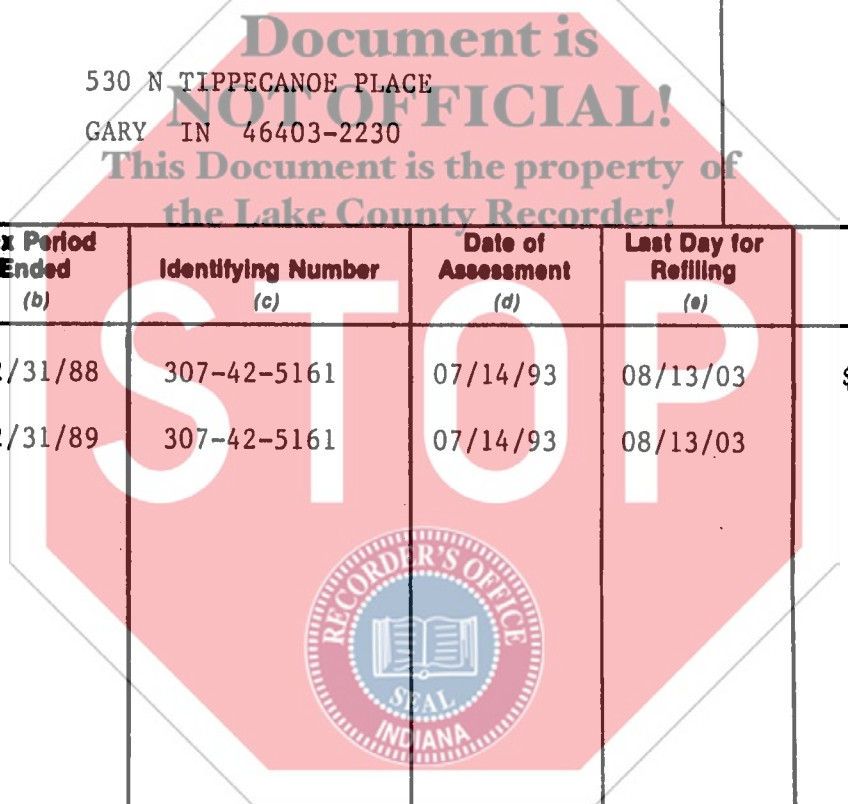 Document is
530 N TIPPECANOE PLACE
NOT OFFICIAL!
GARY IN 46403-2230
This Document is the property of
the Lake County Recorder!
x Period Ended (b)
Identifying Number (c)
Date of Assessment (d)
Last Day for Refiling (e)
/31/88 307-42-5161 07/14/93 08/13/03 $
/31/89 307-42-5161 07/14/93 08/13/03
STOP
RECORDER'S OFFICE
SEAL
INDIANA